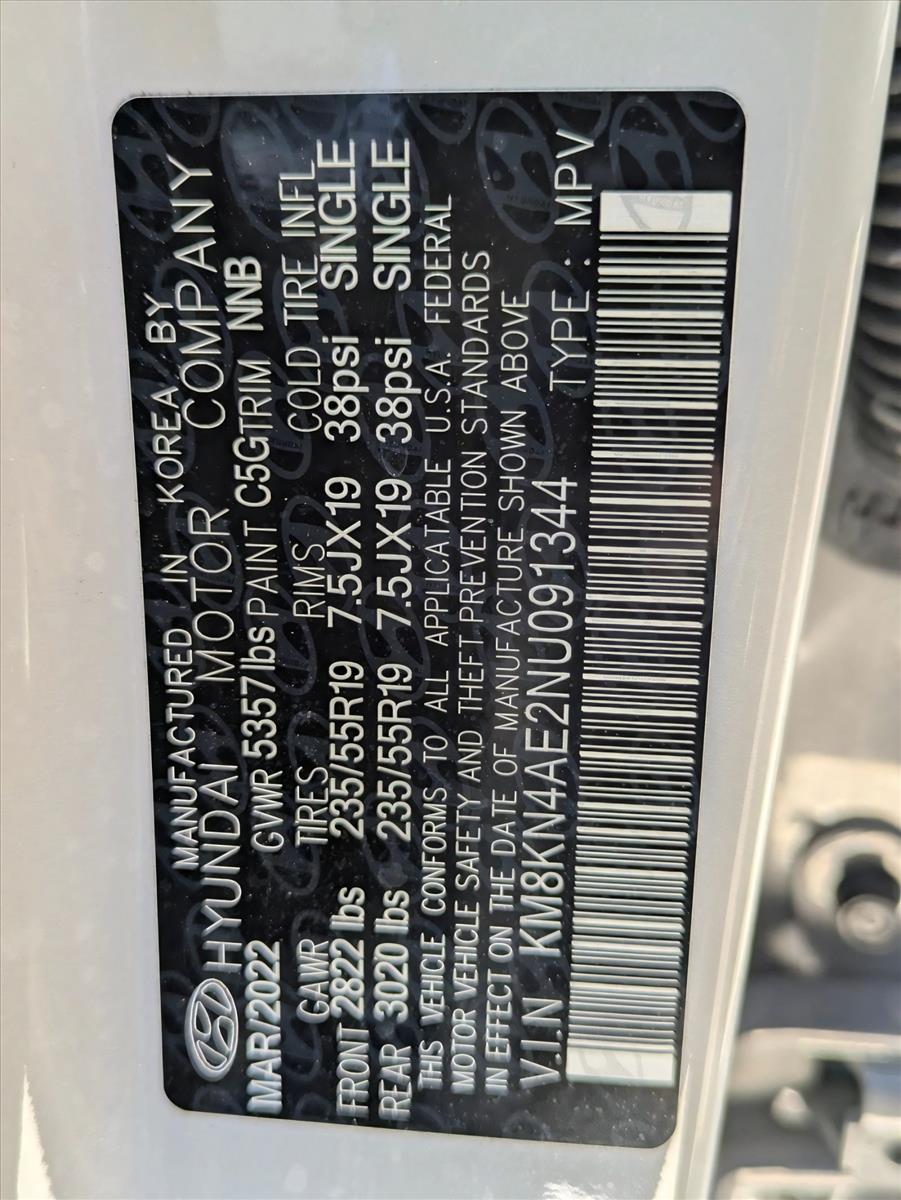 MANUFACTURED IN KOREA BY
HYUNDAI MOTOR COMPANY
MAR/2022 GVWR 5357lbs PAINT C5GTRIM NNB
GAWR TIRES RIMS COLD TIRE INFL
FRONT 2822 lbs 235/55R19 7.5JX19 38psi SINGLE
REAR 3020 lbs 235/55R19 7.5JX19 38psi SINGLE
THIS VEHICLE CONFORMS TO ALL APPLICATABLE U.S.A. FEDERAL
MOTOR VEHICLE SAFETY AND THEFT PREVENTION STANDARDS
IN EFFECT ON THE DATE OF MANUFACTURE SHOWN ABOVE
V.I.N KM8KN4AE2NU091344 TYPE : MPV